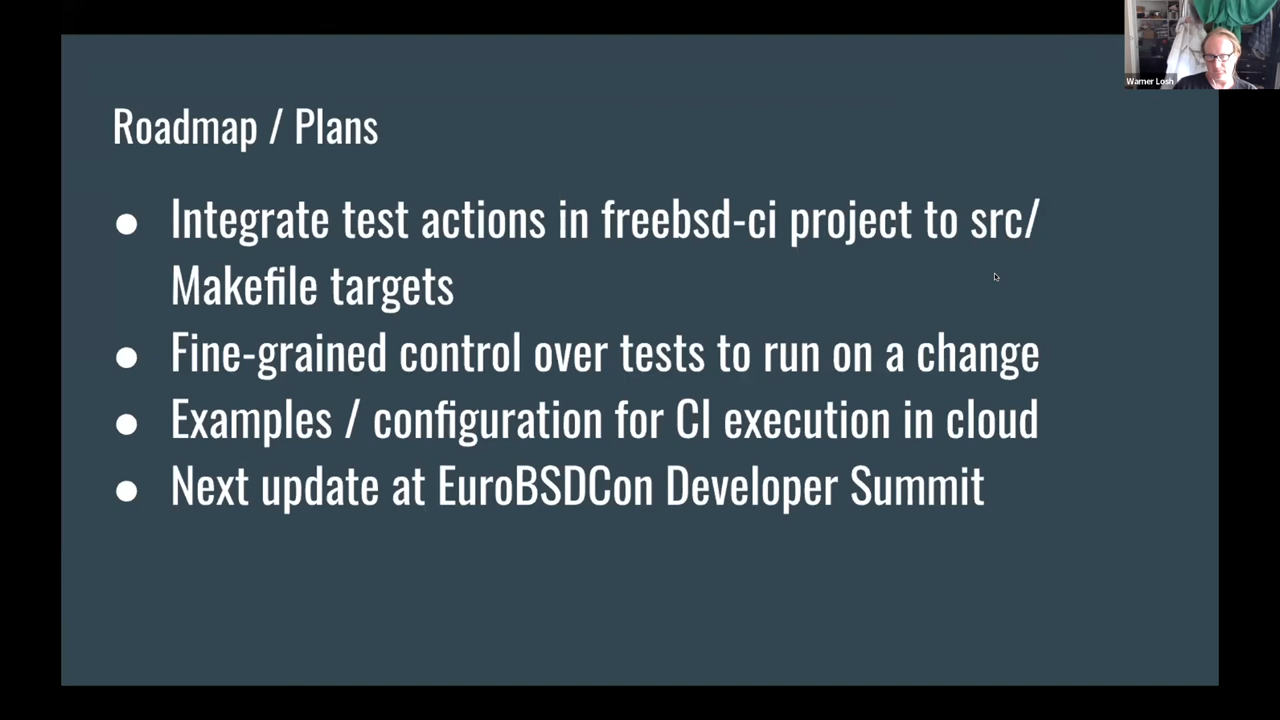 Warner Losh
Roadmap / Plans
● Integrate test actions in freebsd-ci project to src/
Makefile targets
● Fine-grained control over tests to run on a change
● Examples / configuration for CI execution in cloud
● Next update at EuroBSDCon Developer Summit